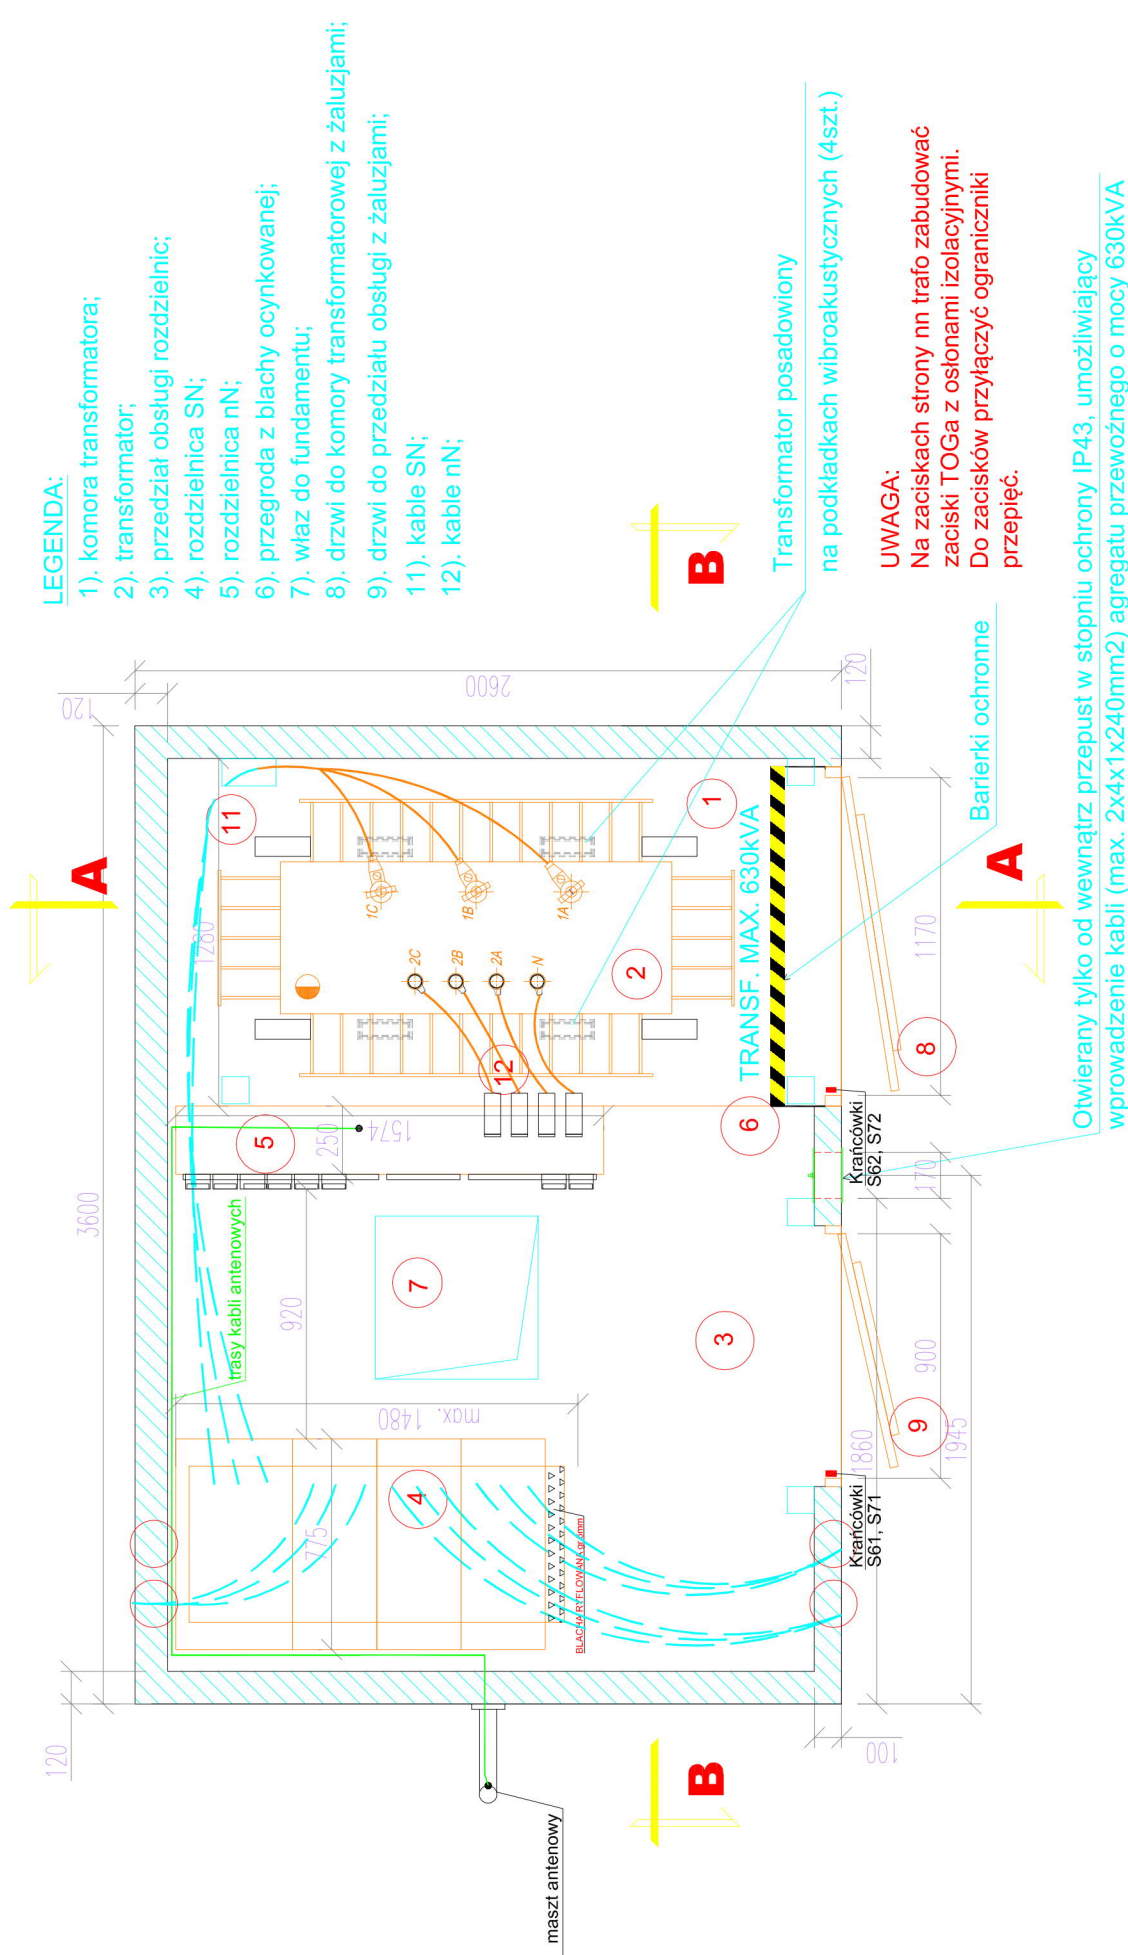 LEGENDA:
1). komora transformatora;
2). transformator;
3). przedział obsługi rozdzielnic;
4). rozdzielnica SN;
5). rozdzielnica nN;
6). przegroda z blachy ocynkowanej;
7). właz do fundamentu;
8). drzwi do komory transformatorowej z żaluzjami;
9). drzwi do przedziału obsługi z żaluzjami;
11). kable SN;
12). kable nN;
Transformator posadowiony
na podkładkach wibroakustycznych (4szt.)
UWAGA:
Na zaciskach strony nn trafo zabudować
zaciski TOGa z osłonami izolacyjnymi.
Do zacisków przyłączyć ograniczniki
przepięć.
Barierki ochronne
Otwierany tylko od wewnątrz przepust w stopniu ochrony IP43, umożliwiający
wprowadzenie kabli (max. 2x4x1x240mm2) agregatu przewoźnego o mocy 630kVA
A
A
B
B
3600
120
120
2600
120
100
1280
1574
250
920
max. 1480
775
1170
170
900
1860
1945
11
1
2
12
5
6
7
3
4
8
9
1C
1B
1A
2C
2B
2A
N
TRANSF. MAX. 630kVA
trasy kabli antenowych
BLACHA RYFLOWANA gr.5mm
Krańcówki
S62, S72
Krańcówki
S61, S71
maszt antenowy